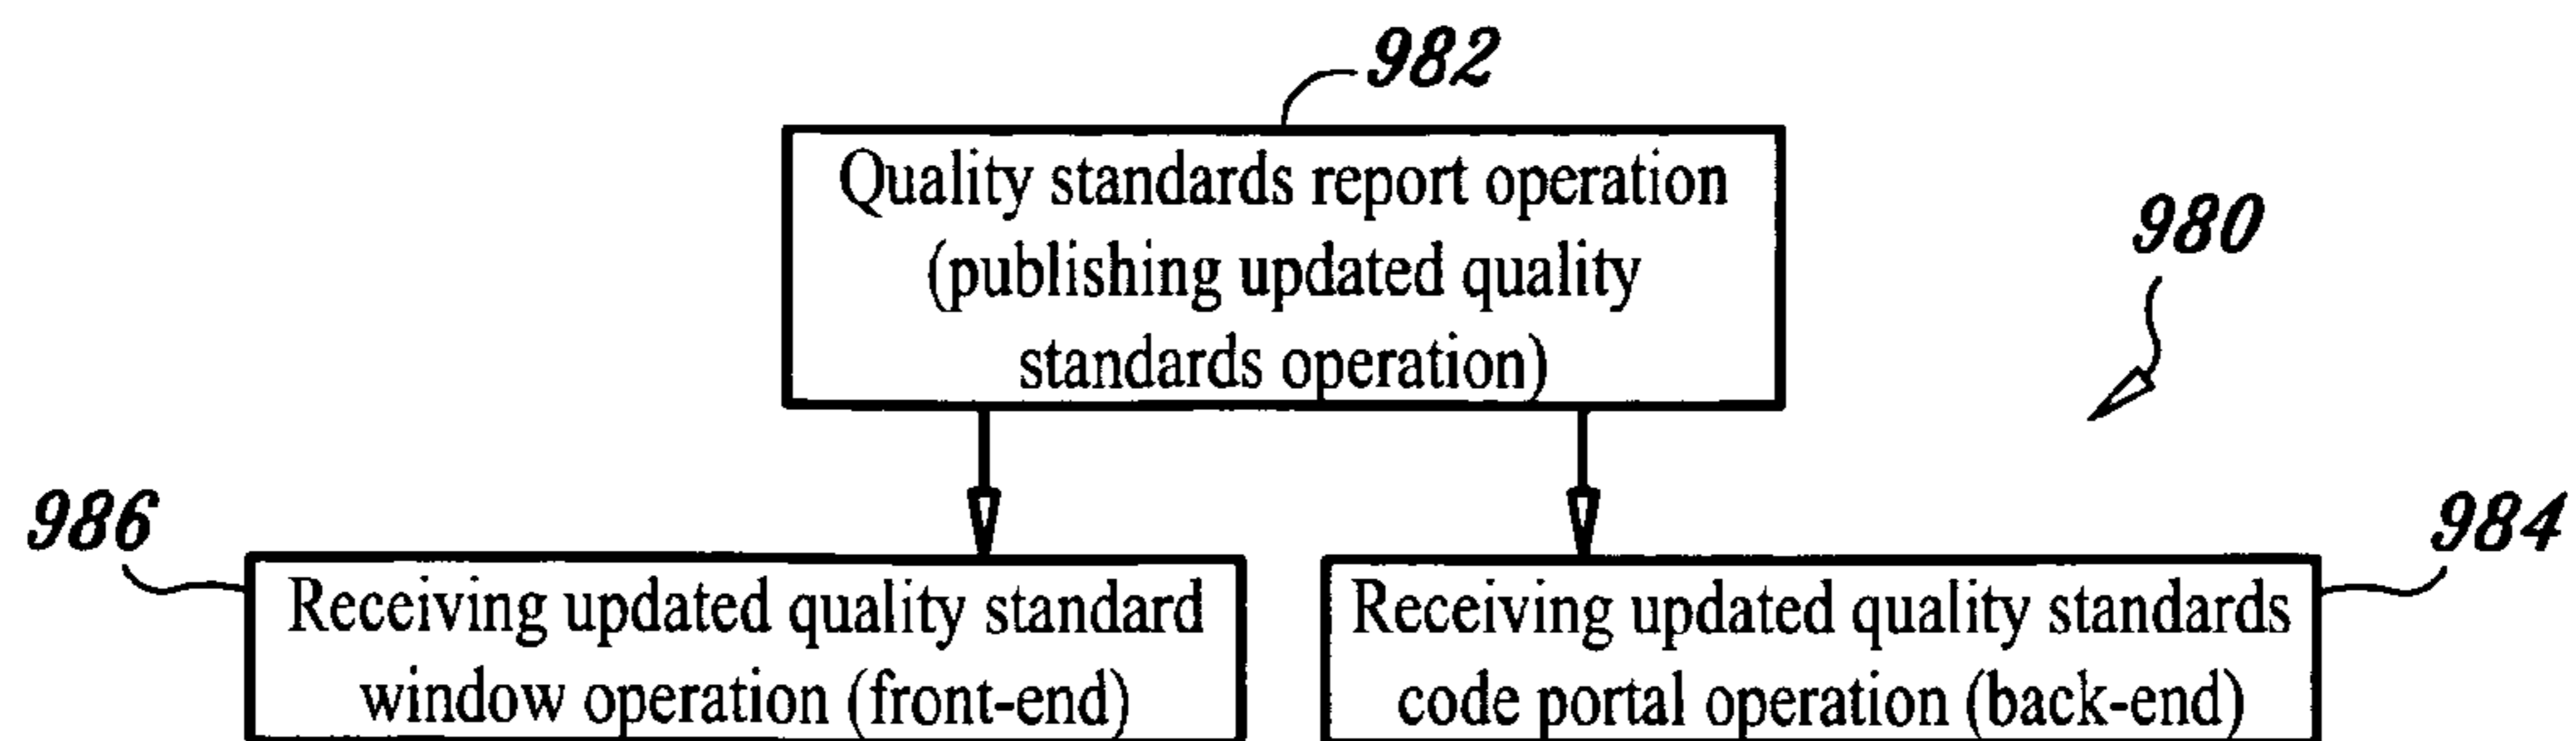 982
Quality standards report operation
(publishing updated quality
standards operation)
980
986
Receiving updated quality standard
window operation (front-end)
984
Receiving updated quality standards
code portal operation (back-end)